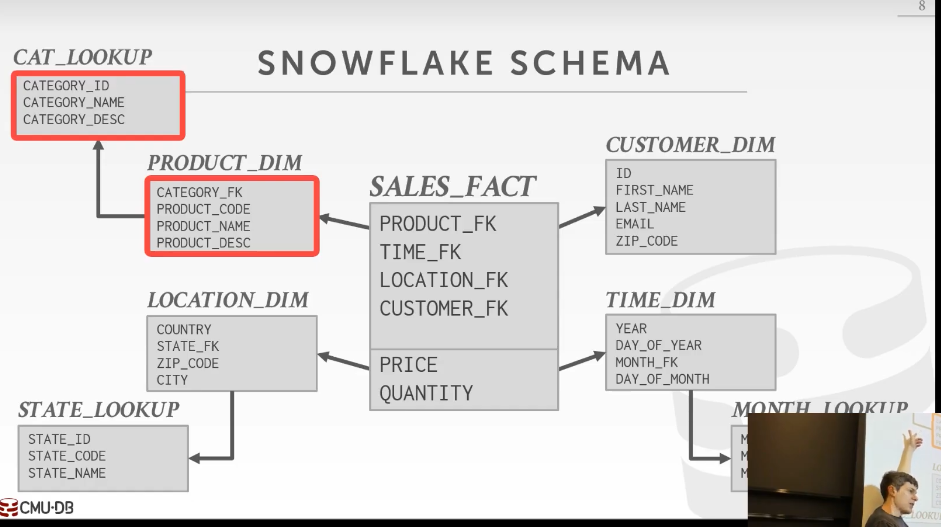 8
SNOWFLAKE SCHEMA
CAT_LOOKUP
CATEGORY_ID
CATEGORY_NAME
CATEGORY_DESC
PRODUCT_DIM
CATEGORY_FK
PRODUCT_CODE
PRODUCT_NAME
PRODUCT_DESC
SALES_FACT
PRODUCT_FK
TIME_FK
LOCATION_FK
CUSTOMER_FK
PRICE
QUANTITY
CUSTOMER_DIM
ID
FIRST_NAME
LAST_NAME
EMAIL
ZIP_CODE
LOCATION_DIM
COUNTRY
STATE_FK
ZIP_CODE
CITY
TIME_DIM
YEAR
DAY_OF_YEAR
MONTH_FK
DAY_OF_MONTH
STATE_LOOKUP
STATE_ID
STATE_CODE
STATE_NAME
MONTH_LOOKUP
CMU·DB